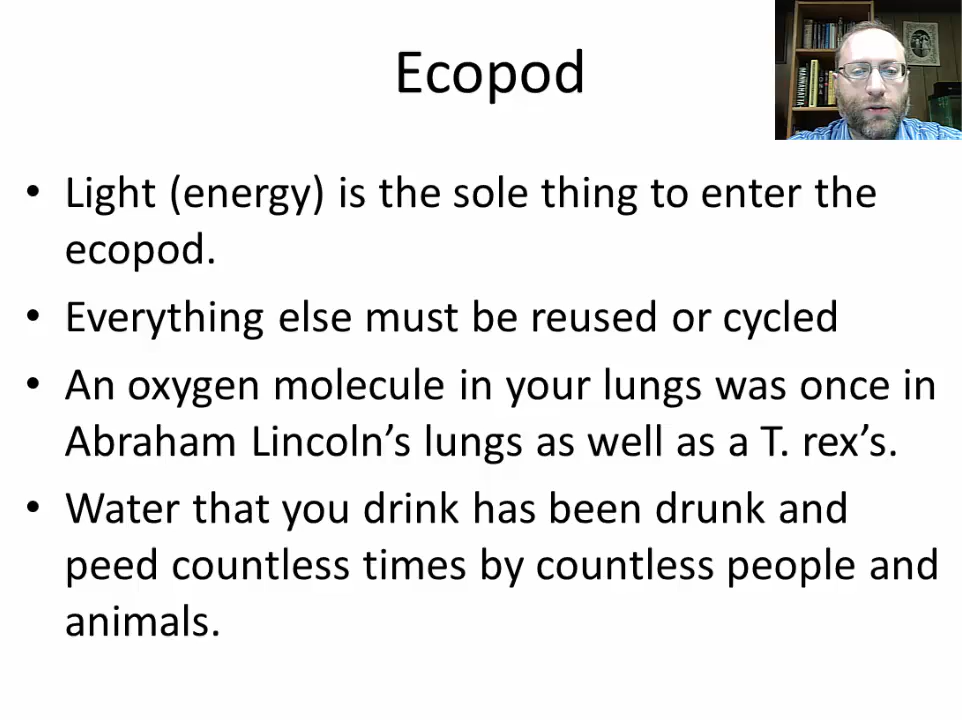 Ecopod
• Light (energy) is the sole thing to enter the
ecopod.
• Everything else must be reused or cycled
• An oxygen molecule in your lungs was once in
Abraham Lincoln’s lungs as well as a T. rex’s.
• Water that you drink has been drunk and
peed countless times by countless people and
animals.